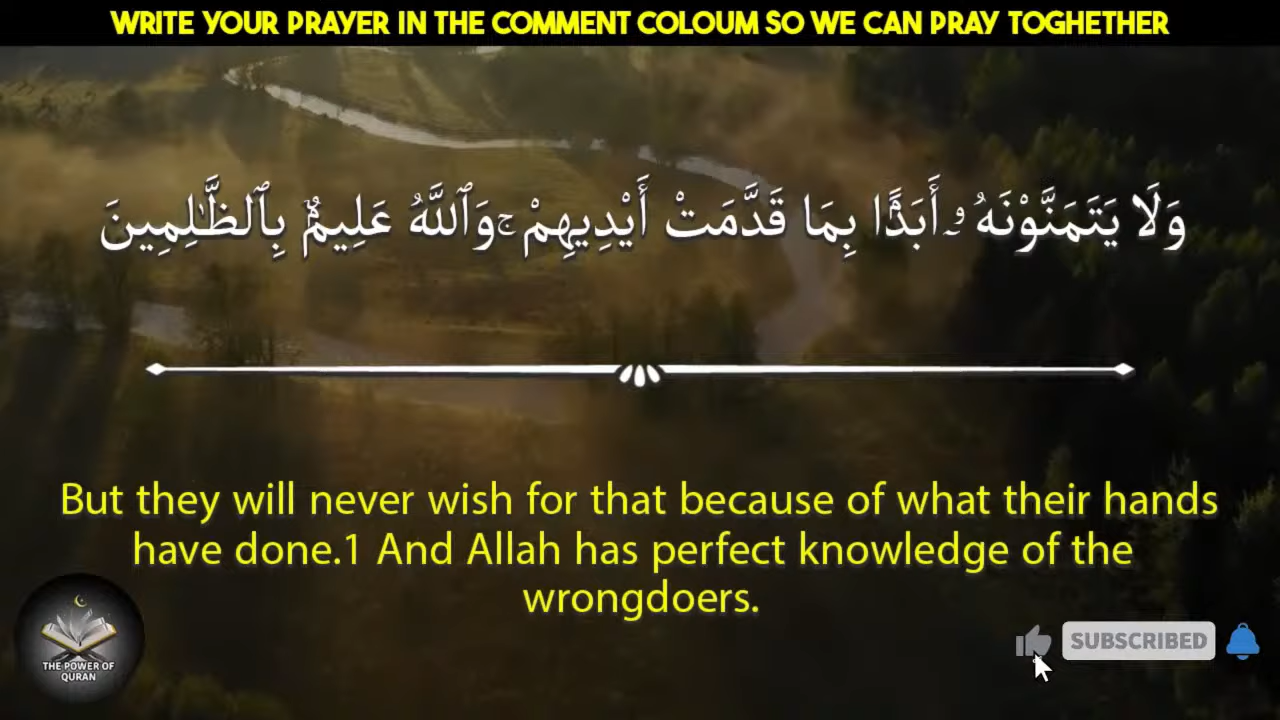 WRITE YOUR PRAYER IN THE COMMENT COLOUM SO WE CAN PRAY TOGHETHER
وَلَا يَتَمَنَّوْنَهُۥٓ أَبَدًۢا بِمَا قَدَّمَتْ أَيْدِيهِمْ ۚ وَٱللَّهُ عَلِيمٌۢ بِٱلظَّـٰلِمِينَ
But they will never wish for that because of what their hands
have done.1 And Allah has perfect knowledge of the
wrongdoers.
THE POWER OF
QURAN
SUBSCRIBED